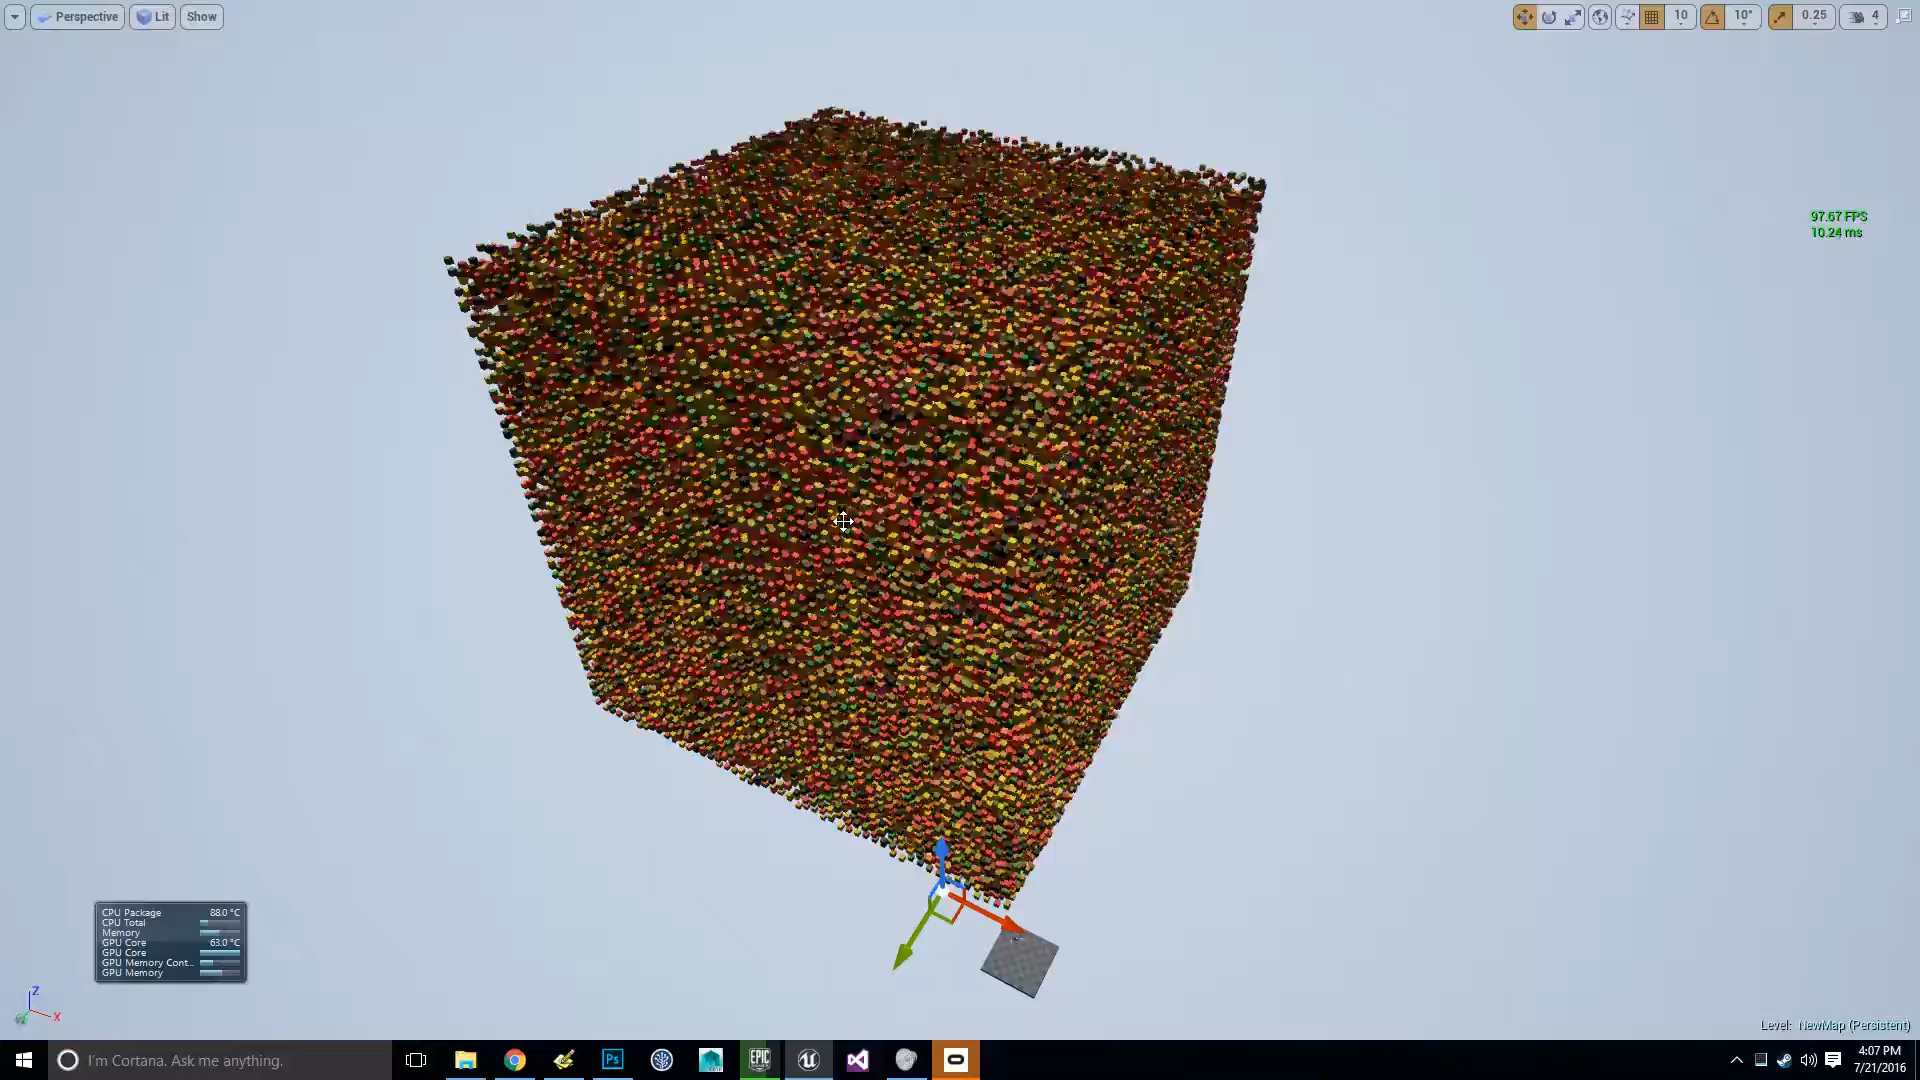 Perspective
Lit
Show
10
10°
0.25
4
97.67 FPS
10.24 ms
CPU Package 88.0 °C
CPU Total
Memory
GPU Core 63.0 °C
GPU Core
GPU Memory Cont...
GPU Memory
Z
X
Level: NewMap (Persistent)
I'm Cortana. Ask me anything.
Ps
EPIC
4:07 PM
7/21/2016